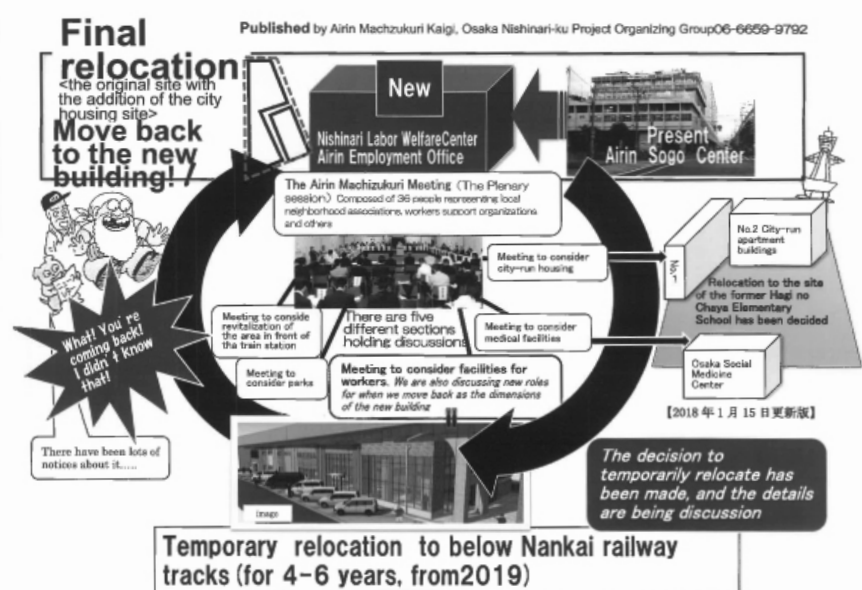 Published by Airin Machzukuri Kaigi, Osaka Nishinari-ku Project Organizing Group06-6659-9792
Final
relocation
<the original site with
the addition of the city
housing site>
Move back
to the new
building! /
New
Nishinari Labor WelfareCenter
Airin Employment Office
Present
Airin Sogo Center
The Airin Machizukuri Meeting (The Plenary
session) Composed of 36 people representing local
neighborhood associations, workers support organizations
and others
Meeting to consider
city-run housing
No.1
No.2 City-run
apartment
buildings
Relocation to the site
of the former Hagi no
Chaya Elementary
School has been decided
What! You're
coming back!
I didn't know
that!
Meeting to conside
revitalization of
the area in front of
the train station
There are five
different sections
holding discussions
Meeting to consider
medical facilities
Osaka Social
Medicine
Center
Meeting to
consider parks
Meeting to consider facilities for
workers. We are also discussing new roles
for when we move back as the dimensions
of the new building
【2018年1月15日更新版】
There have been lots of
notices about it.....
image
The decision to
temporarily relocate has
been made, and the details
are being discussion
Temporary relocation to below Nankai railway
tracks (for 4-6 years, from2019)